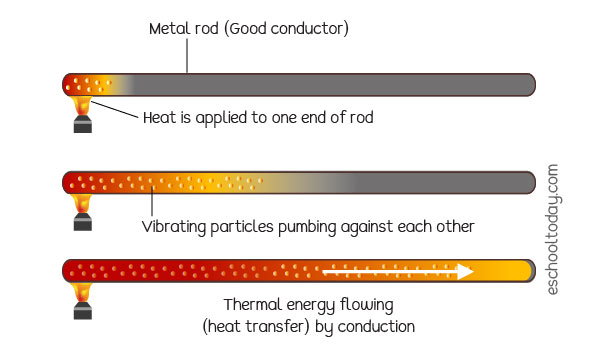 Metal rod (Good conductor)
Heat is applied to one end of rod
Vibrating particles pumbing against each other
Thermal energy flowing
(heat transfer) by conduction
eschooltoday.com